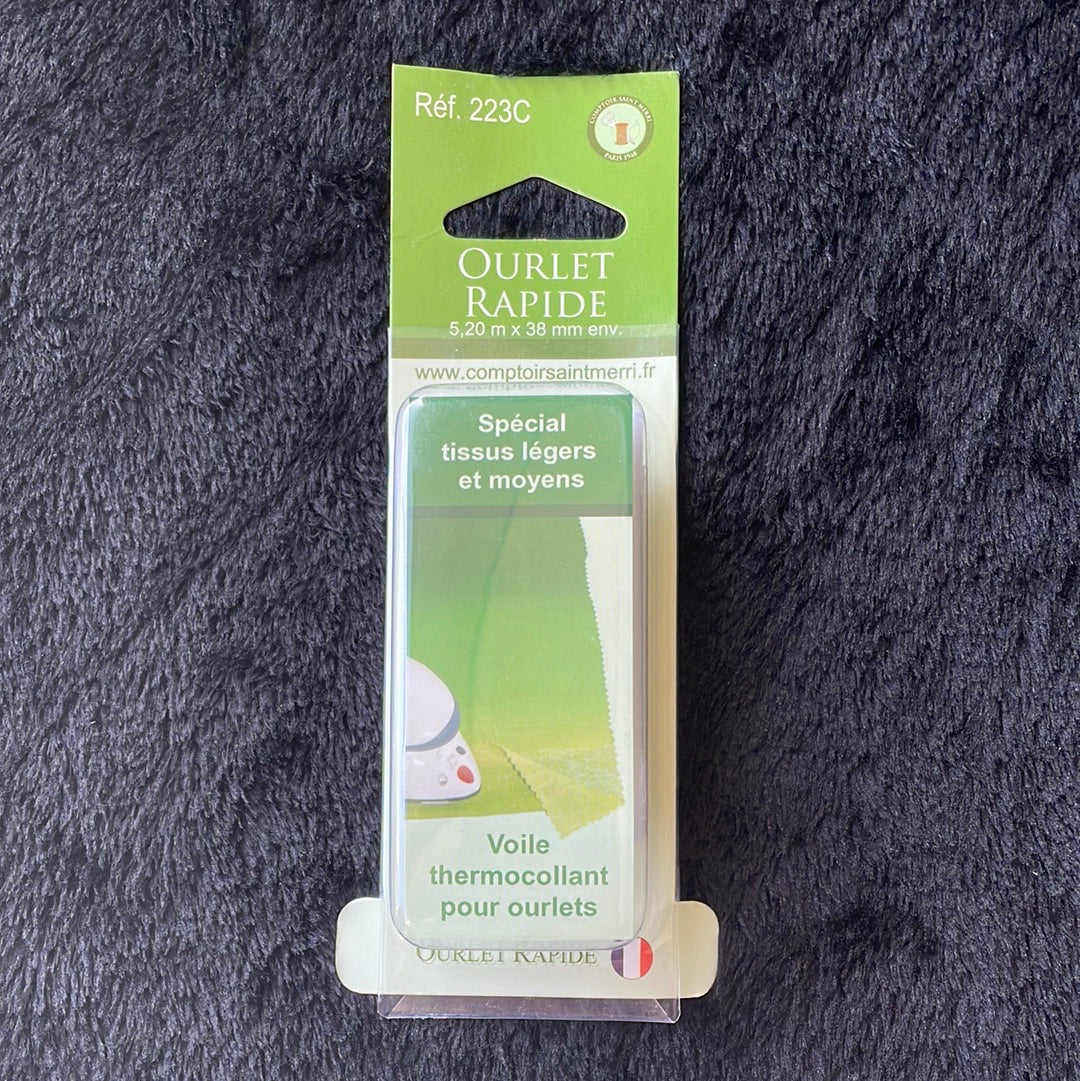 Réf. 223C
COMPTOIR SAINT MERRI
PARIS 1948
OURLET
RAPIDE
5,20 m x 38 mm env.
www.comptoirsaintmerri.fr
Spécial
tissus légers
et moyens
Voile
thermocollant
pour ourlets
OURLET RAPIDE